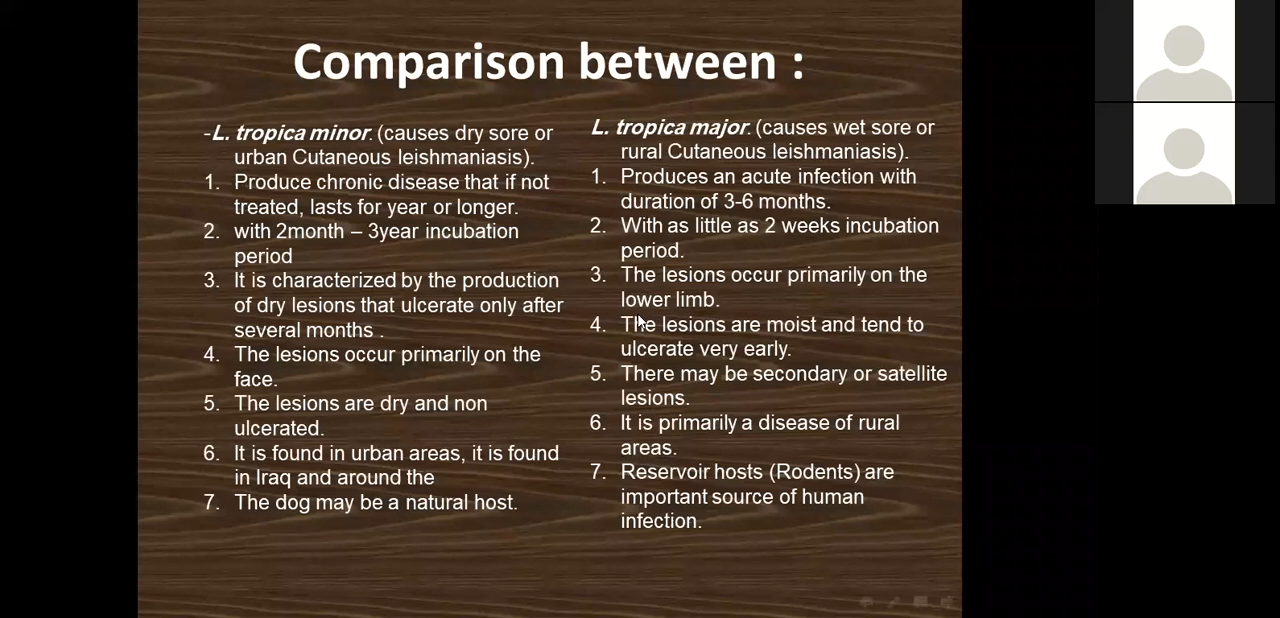 Comparison between :
-L. tropica minor. (causes dry sore or
urban Cutaneous leishmaniasis).
1. Produce chronic disease that if not
treated, lasts for year or longer.
2. with 2month – 3year incubation
period
3. It is characterized by the production
of dry lesions that ulcerate only after
several months .
4. The lesions occur primarily on the
face.
5. The lesions are dry and non
ulcerated.
6. It is found in urban areas, it is found
in Iraq and around the
7. The dog may be a natural host.
L. tropica major. (causes wet sore or
rural Cutaneous leishmaniasis).
1. Produces an acute infection with
duration of 3-6 months.
2. With as little as 2 weeks incubation
period.
3. The lesions occur primarily on the
lower limb.
4. The lesions are moist and tend to
ulcerate very early.
5. There may be secondary or satellite
lesions.
6. It is primarily a disease of rural
areas.
7. Reservoir hosts (Rodents) are
important source of human
infection.